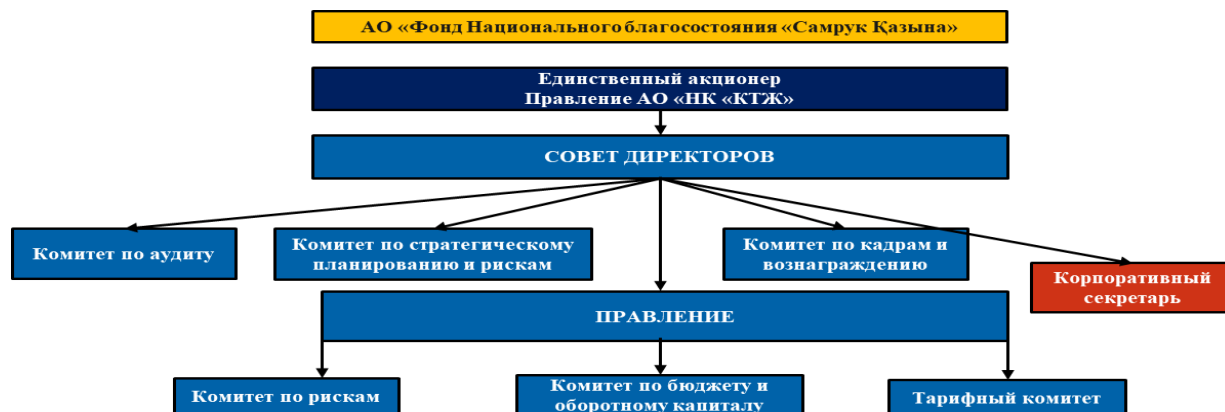 АО «Фонд Национального благосостояния «Самрук Қазына»
Единственный акционер
Правление АО «НК «КТЖ»
СОВЕТ ДИРЕКТОРОВ
Комитет по аудиту
Комитет по стратегическому
планированию и рискам
Комитет по кадрам и
вознаграждению
Корпоративный
секретарь
ПРАВЛЕНИЕ
Комитет по рискам
Комитет по бюджету и
оборотному капиталу
Тарифный комитет